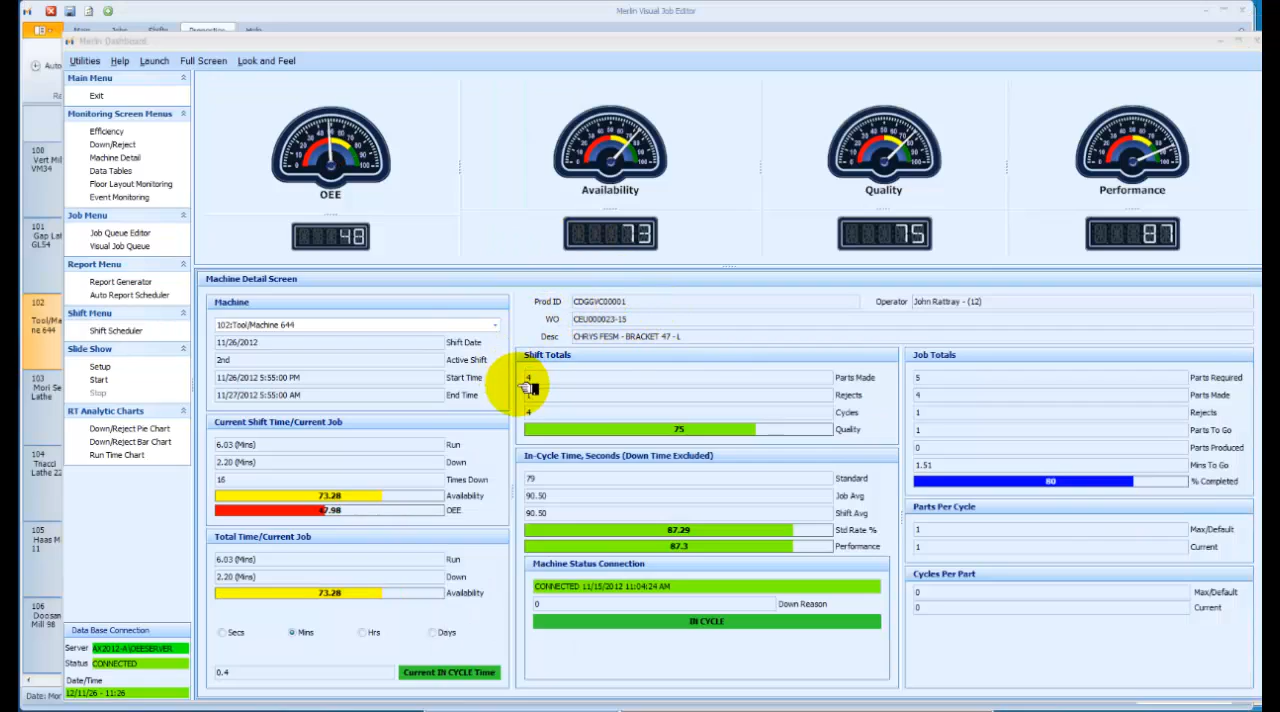 Merlin Visual Job Editor
Help
Merlin Dashboard
Auto
Utilities Help Launch Full Screen Look and Feel
Main Menu
Exit
Monitoring Screen Menus
Efficiency
Down/Reject
Machine Detail
Data Tables
Floor Layout Monitoring
Event Monitoring
Job Menu
Job Queue Editor
Visual Job Queue
Report Menu
Report Generator
Auto Report Scheduler
Shift Menu
Shift Scheduler
Slide Show
Setup
Start
Stop
RT Analytic Charts
Down/Reject Pie Chart
Down/Reject Bar Chart
Run Time Chart
Data Base Connection
Server AX2012-A\OEESERVER
Status CONNECTED
Date/Time
12/11/26 - 11:26
100
Vert Mil
VM34
101
Gap Lat
GL54
102
Tool/Ma
ne 644
103
Mori Se
Lathe
104
Triacci
Lathe 22
105
Haas M
11
106
Doosan
Mill 98
Date: Mor
OEE
48
Availability
73
Quality
75
Performance
87
Machine Detail Screen
Machine
102:Tool/Machine 644
11/26/2012 Shift Date
2nd Active Shift
11/26/2012 5:55:00 PM Start Time
11/27/2012 5:55:00 AM End Time
Current Shift Time/Current Job
6.03 (Mins) Run
2.20 (Mins) Down
16 Times Down
73.28 Availability
47.98 OEE
Total Time/Current Job
6.03 (Mins) Run
2.20 (Mins) Down
73.28 Availability
Secs Mins Hrs Days
0.4 Current IN CYCLE Time
Prod ID CDGGVC00001 Operator John Rattray - (12)
WO CEU000023-15
Desc CHRYS FESM - BRACKET 47 - L
Shift Totals
4 Parts Made
1 Rejects
4 Cycles
75 Quality
In-Cycle Time, Seconds (Down Time Excluded)
79 Standard
90.50 Job Avg
90.50 Shift Avg
87.29 Std Rate %
87.3 Performance
Machine Status Connection
CONNECTED 11/15/2012 11:04:24 AM
0 Down Reason
IN CYCLE
Job Totals
5 Parts Required
4 Parts Made
1 Rejects
1 Parts To Go
0 Parts Produced
1.51 Mins To Go
80 % Completed
Parts Per Cycle
1 Max/Default
1 Current
Cycles Per Part
0 Max/Default
0 Current